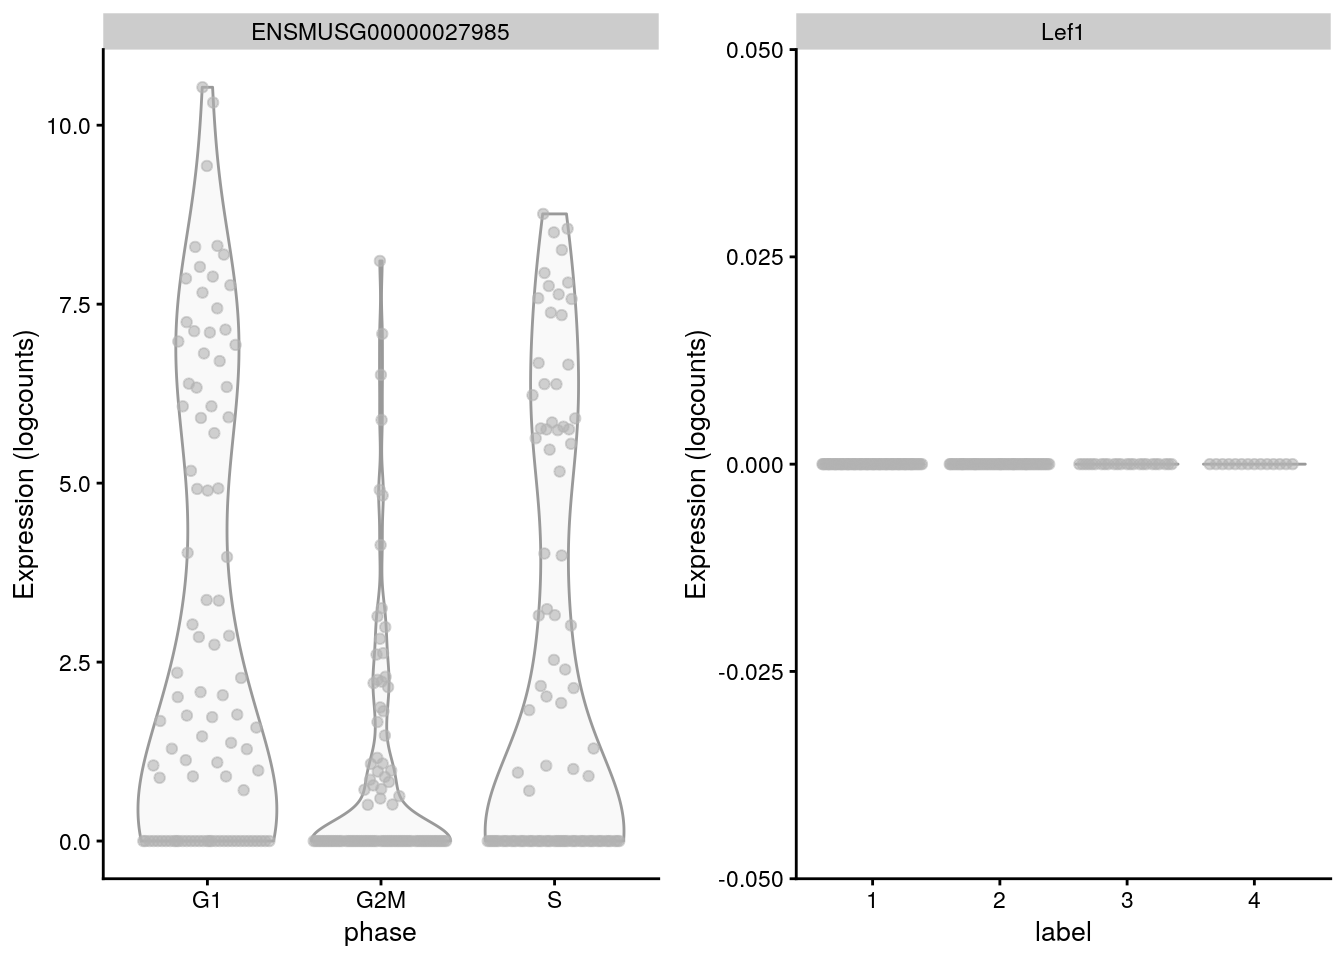 ENSMUSG00000027985
Expression (logcounts)
10.0
7.5
5.0
2.5
0.0
G1 G2M S
phase
Lef1
Expression (logcounts)
0.050
0.025
0.000
-0.025
-0.050
1 2 3 4
label